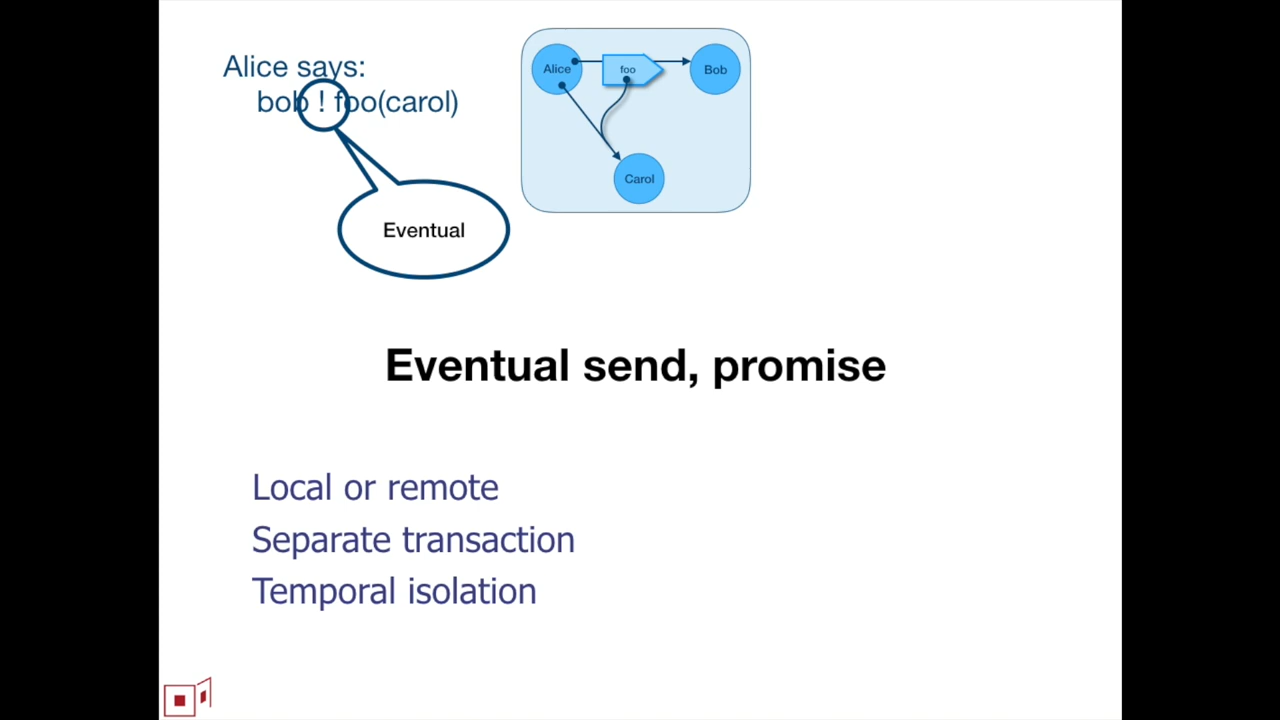 Alice says:
bob ! foo(carol)
Eventual
Alice
foo
Bob
Carol
Eventual send, promise
Local or remote
Separate transaction
Temporal isolation